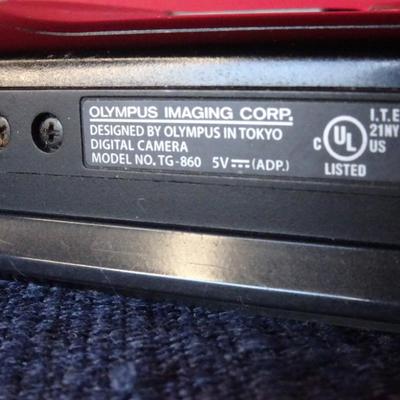 OLYMPUS IMAGING CORP.
DESIGNED BY OLYMPUS IN TOKYO
DIGITAL CAMERA
MODEL NO. TG-860 5V⎓(ADP.)
C UL US
LISTED
I.T.E
21NY